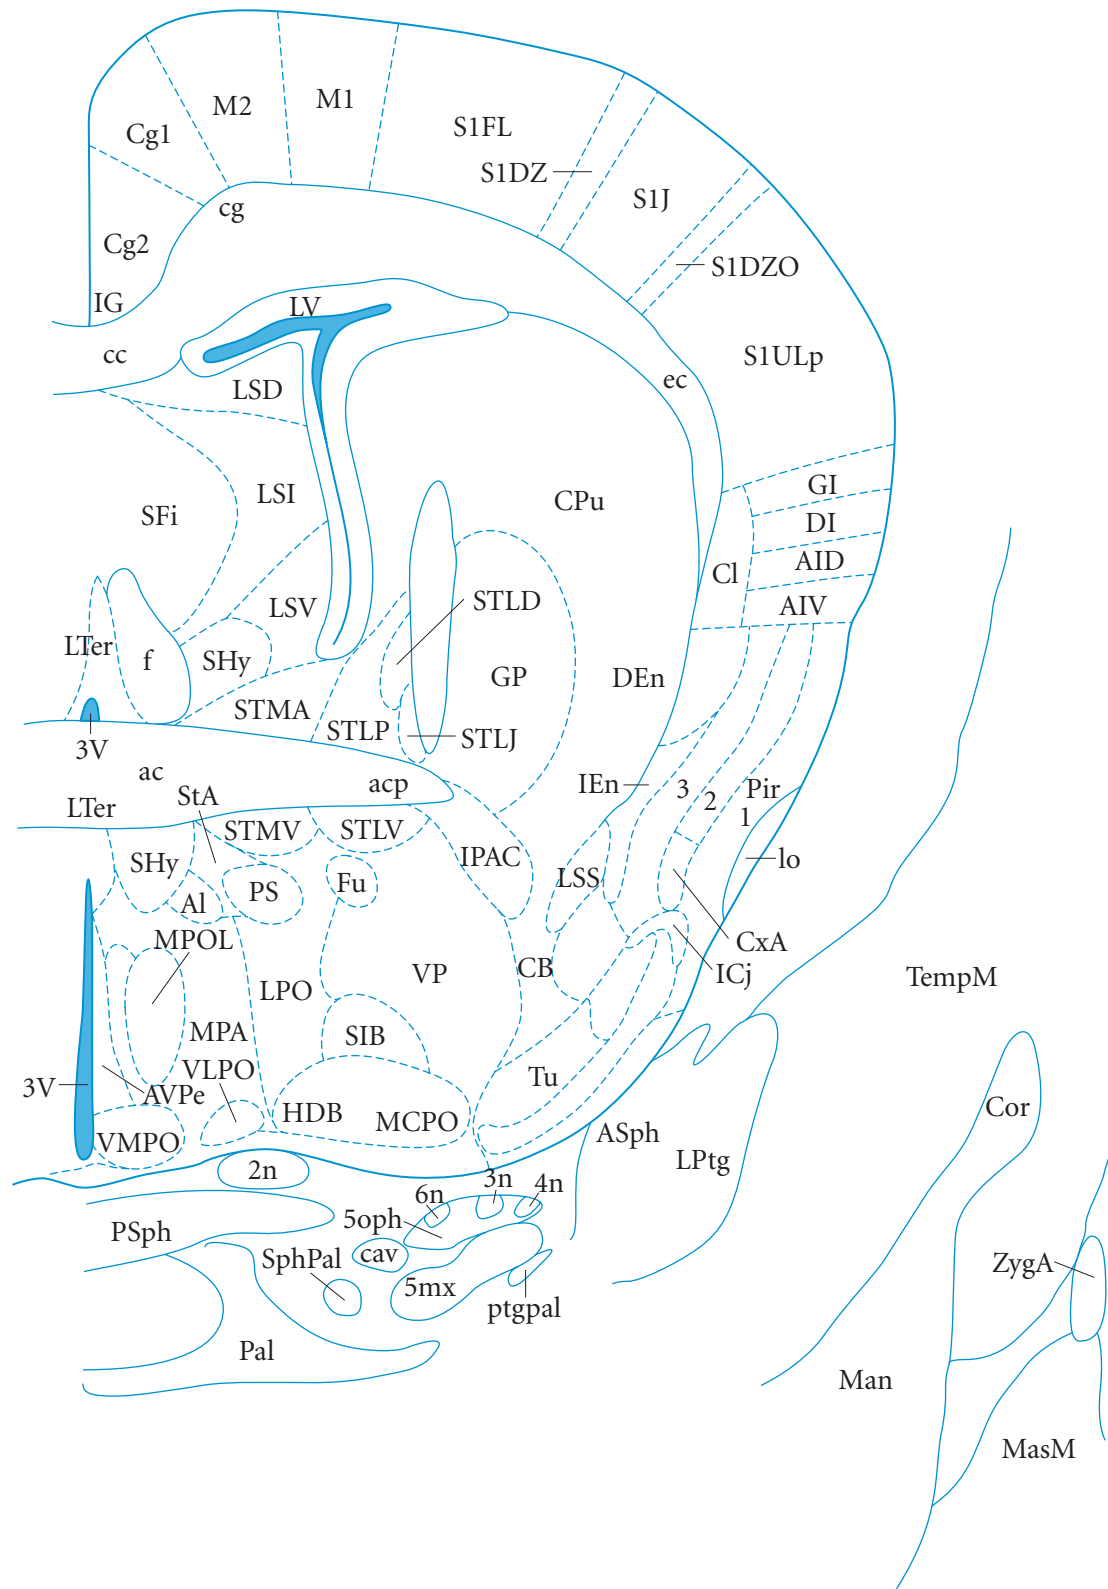 M1
M2
S1FL
Cg1
S1DZ
S1J
cg
Cg2
S1DZO
IG
LV
cc
S1ULp
ec
LSD
GI
LSI
CPu
SFi
DI
AID
Cl
STLD
AIV
LSV
LTer
f
SHy
GP
DEn
STMA
STLP
STLJ
3V
ac
acp
IEn
3
Pir
StA
2
LTer
1
STMV
STLV
IPAC
lo
SHy
LSS
PS
Fu
Al
MPOL
CxA
CB
ICj
VP
TempM
LPO
MPA
SIB
VLPO
Tu
3V
AVPe
Cor
HDB
MCPO
ASph
VMPO
LPtg
2n
3n
4n
6n
5oph
PSph
cav
SphPal
ZygA
5mx
ptgpal
Pal
Man
MasM